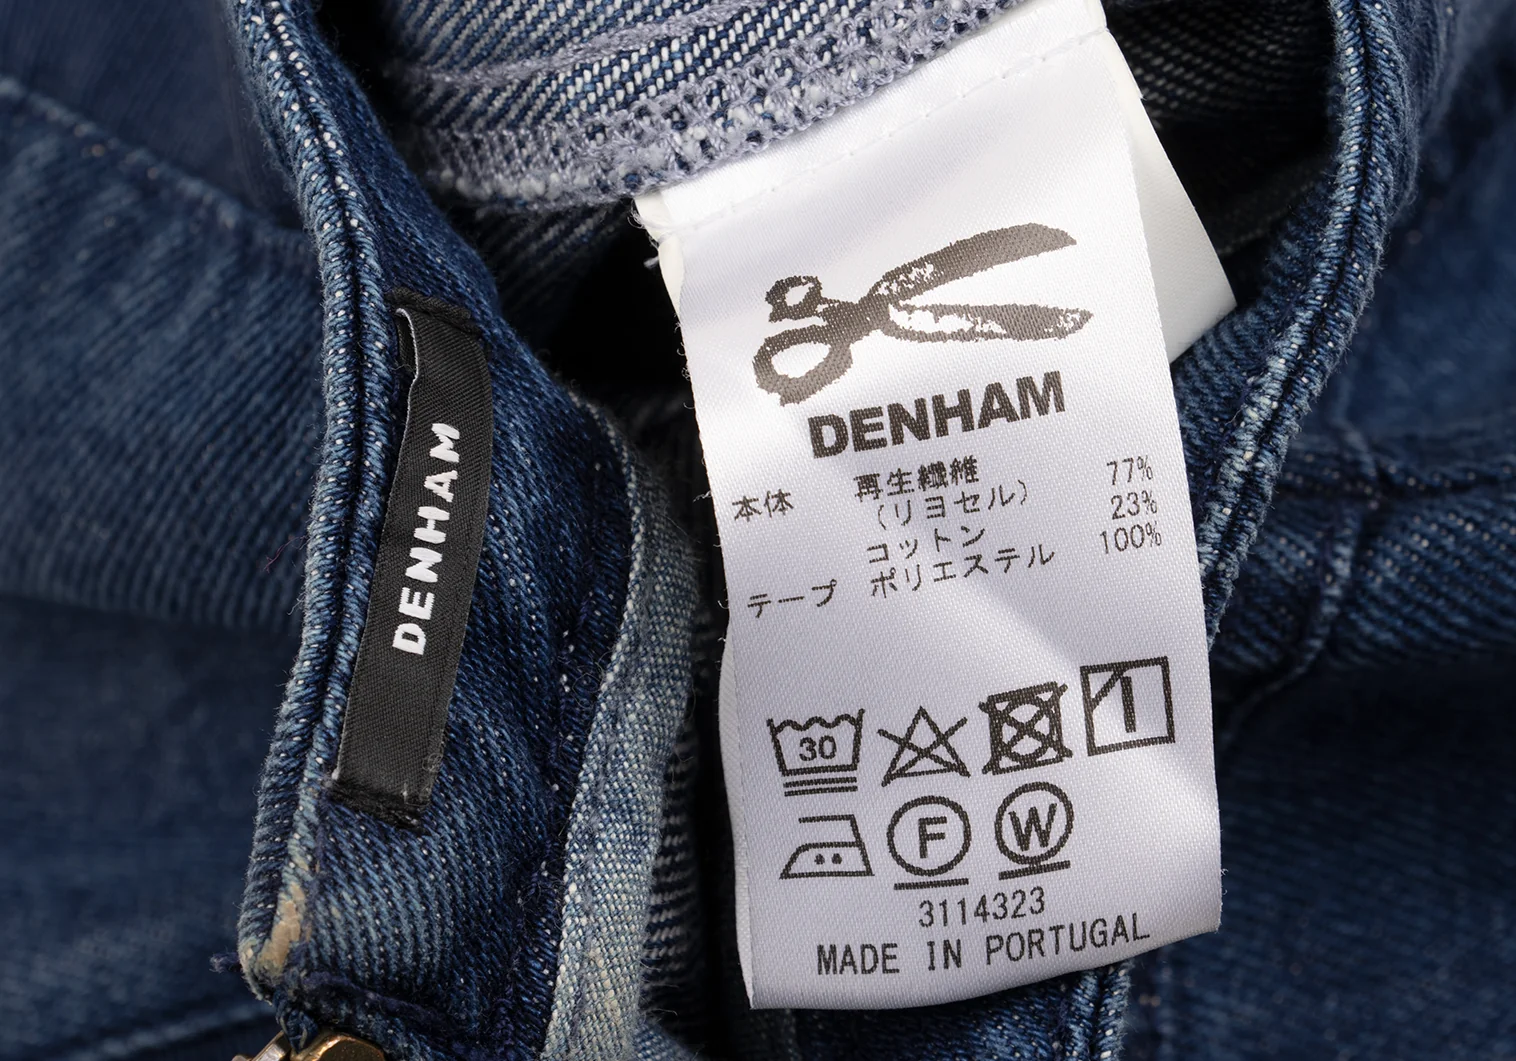 DENHAM
DENHAM
本体 再生繊維 77%
（リヨセル） 23%
コットン 100%
テープ ポリエステル
30
F W
3114323
MADE IN PORTUGAL